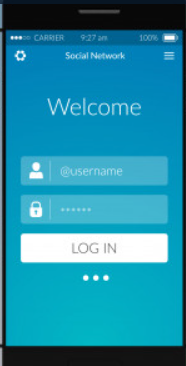 CARRIER 9:27 am 100%
Social Network
Welcome
@username
******
LOG IN